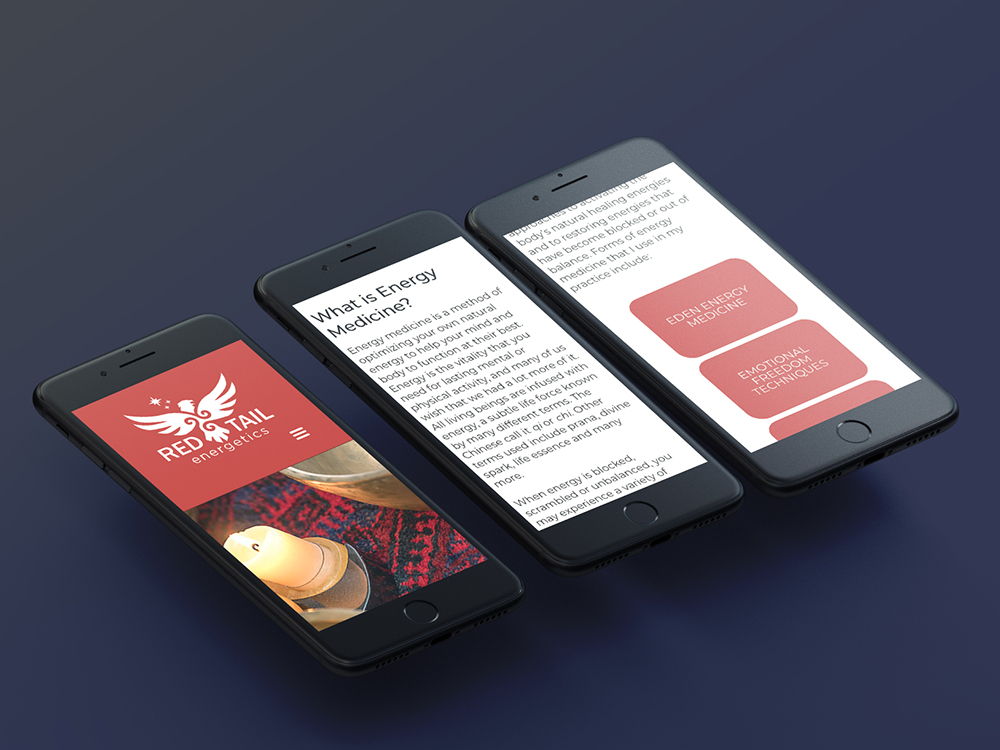 RED TAIL
energetics
What is Energy
Medicine?
Energy medicine is a method of
optimizing your own natural
energy to help your mind and
body to function at their best.
Energy is the vitality that you
need for lasting mental or
physical activity, and many of us
wish that we had a lot more of it.
All living beings are infused with
energy, a subtle life force known
by many different terms. The
Chinese call it qi or chi. Other
terms used include prana, divine
spark, life essence and many
more.
When energy is blocked,
scrambled or unbalanced, you
may experience a variety of
approaches to activating the
body's natural healing energies
and to restoring energies that
have become blocked or out of
balance. Forms of energy
medicine that I use in my
practice include:
EDEN ENERGY
MEDICINE
EMOTIONAL
FREEDOM
TECHNIQUES